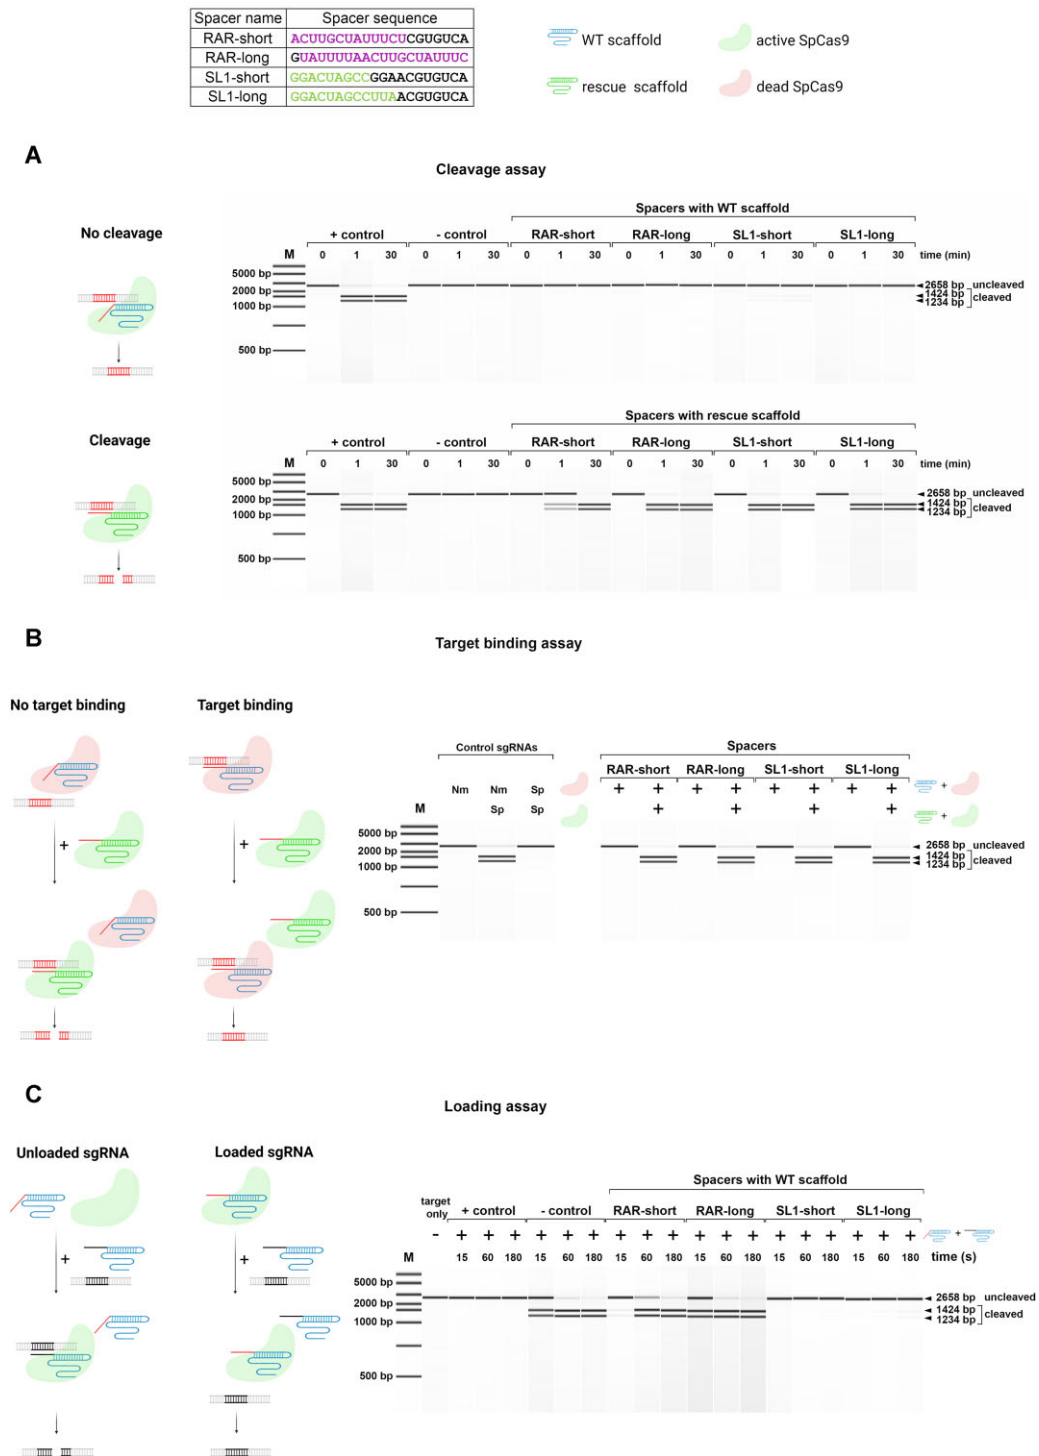 Spacer name Spacer sequence
RAR-short ACUUGCUAUUUCUCGUGUCA
RAR-long GUAUUUUAACUUGCUAUUUC
SL1-short GGACUAGCCGGAACGUGUCA
SL1-long GGACUAGCCUUAACGUGUCA
WT scaffold active SpCas9
rescue scaffold dead SpCas9
A
Cleavage assay
Spacers with WT scaffold
No cleavage
+ control - control RAR-short RAR-long SL1-short SL1-long
M 0 1 30 0 1 30 0 1 30 0 1 30 0 1 30 0 1 30 time (min)
5000 bp
2000 bp
1000 bp
500 bp
2658 bp uncleaved
1424 bp
1234 bp
cleaved
Spacers with rescue scaffold
Cleavage
+ control - control RAR-short RAR-long SL1-short SL1-long
M 0 1 30 0 1 30 0 1 30 0 1 30 0 1 30 0 1 30 time (min)
5000 bp
2000 bp
1000 bp
500 bp
2658 bp uncleaved
1424 bp
1234 bp
cleaved
B
Target binding assay
No target binding Target binding
+ +
Control sgRNAs Spacers
RAR-short RAR-long SL1-short SL1-long
Nm Nm Sp + + + + + + + + +
M Sp Sp + + + + +
5000 bp
2000 bp
1000 bp
500 bp
2658 bp uncleaved
1424 bp
1234 bp
cleaved
C
Loading assay
Unloaded sgRNA Loaded sgRNA
+ +
Spacers with WT scaffold
target only + control - control RAR-short RAR-long SL1-short SL1-long
- + + + + + + + + + + + + + + + + + + +
M 15 60 180 15 60 180 15 60 180 15 60 180 15 60 180 15 60 180 time (s)
5000 bp
2000 bp
1000 bp
500 bp
2658 bp uncleaved
1424 bp
1234 bp
cleaved